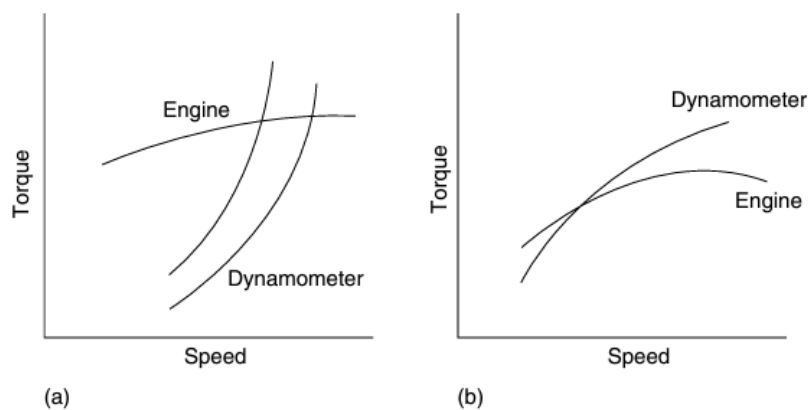 Torque
Engine
Dynamometer
Speed
(a)
Torque
Dynamometer
Engine
Speed
(b)